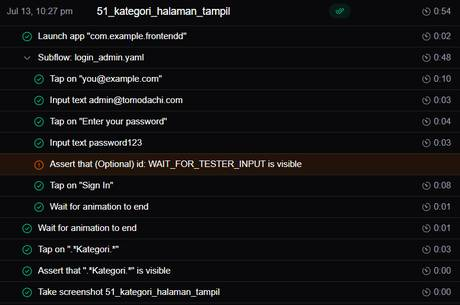 Jul 13, 10:27 pm 51_kategori_halaman_tampil 0:54
Launch app "com.example.frontendd" 0:02
Subflow: login_admin.yaml 0:48
Tap on "you@example.com" 0:10
Input text admin@tomodachi.com 0:03
Tap on "Enter your password" 0:04
Input text password123 0:03
Assert that (Optional) id: WAIT_FOR_TESTER_INPUT is visible
Tap on "Sign In" 0:08
Wait for animation to end 0:01
Wait for animation to end 0:01
Tap on ".*Kategori.*" 0:03
Assert that ".*Kategori.*" is visible 0:00
Take screenshot 51_kategori_halaman_tampil 0:00